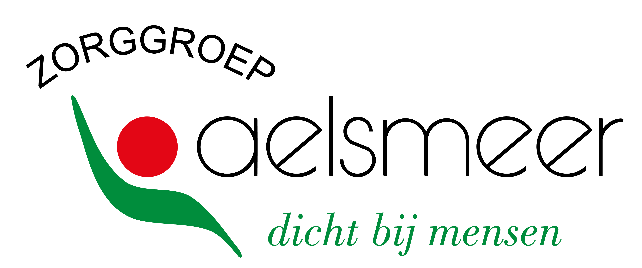 ZORGGROEP
aelsmeer
dicht bij mensen